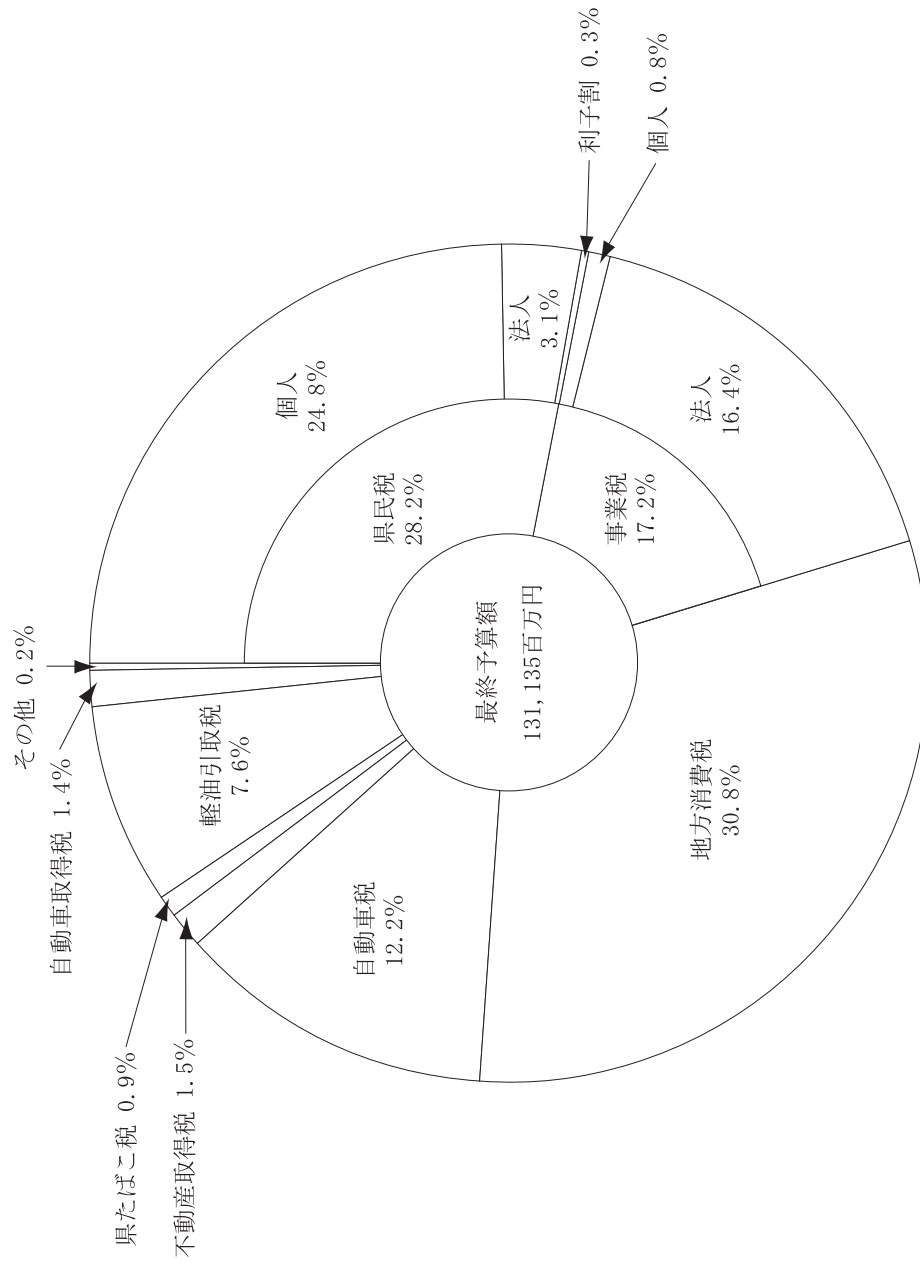 最終予算額
131,135百万円
県民税
28.2%
個人
24.8%
法人
3.1%
利子割 0.3%
事業税
17.2%
個人 0.8%
法人
16.4%
地方消費税
30.8%
自動車税
12.2%
不動産取得税 1.5%
県たばこ税 0.9%
軽油引取税
7.6%
自動車取得税 1.4%
その他 0.2%